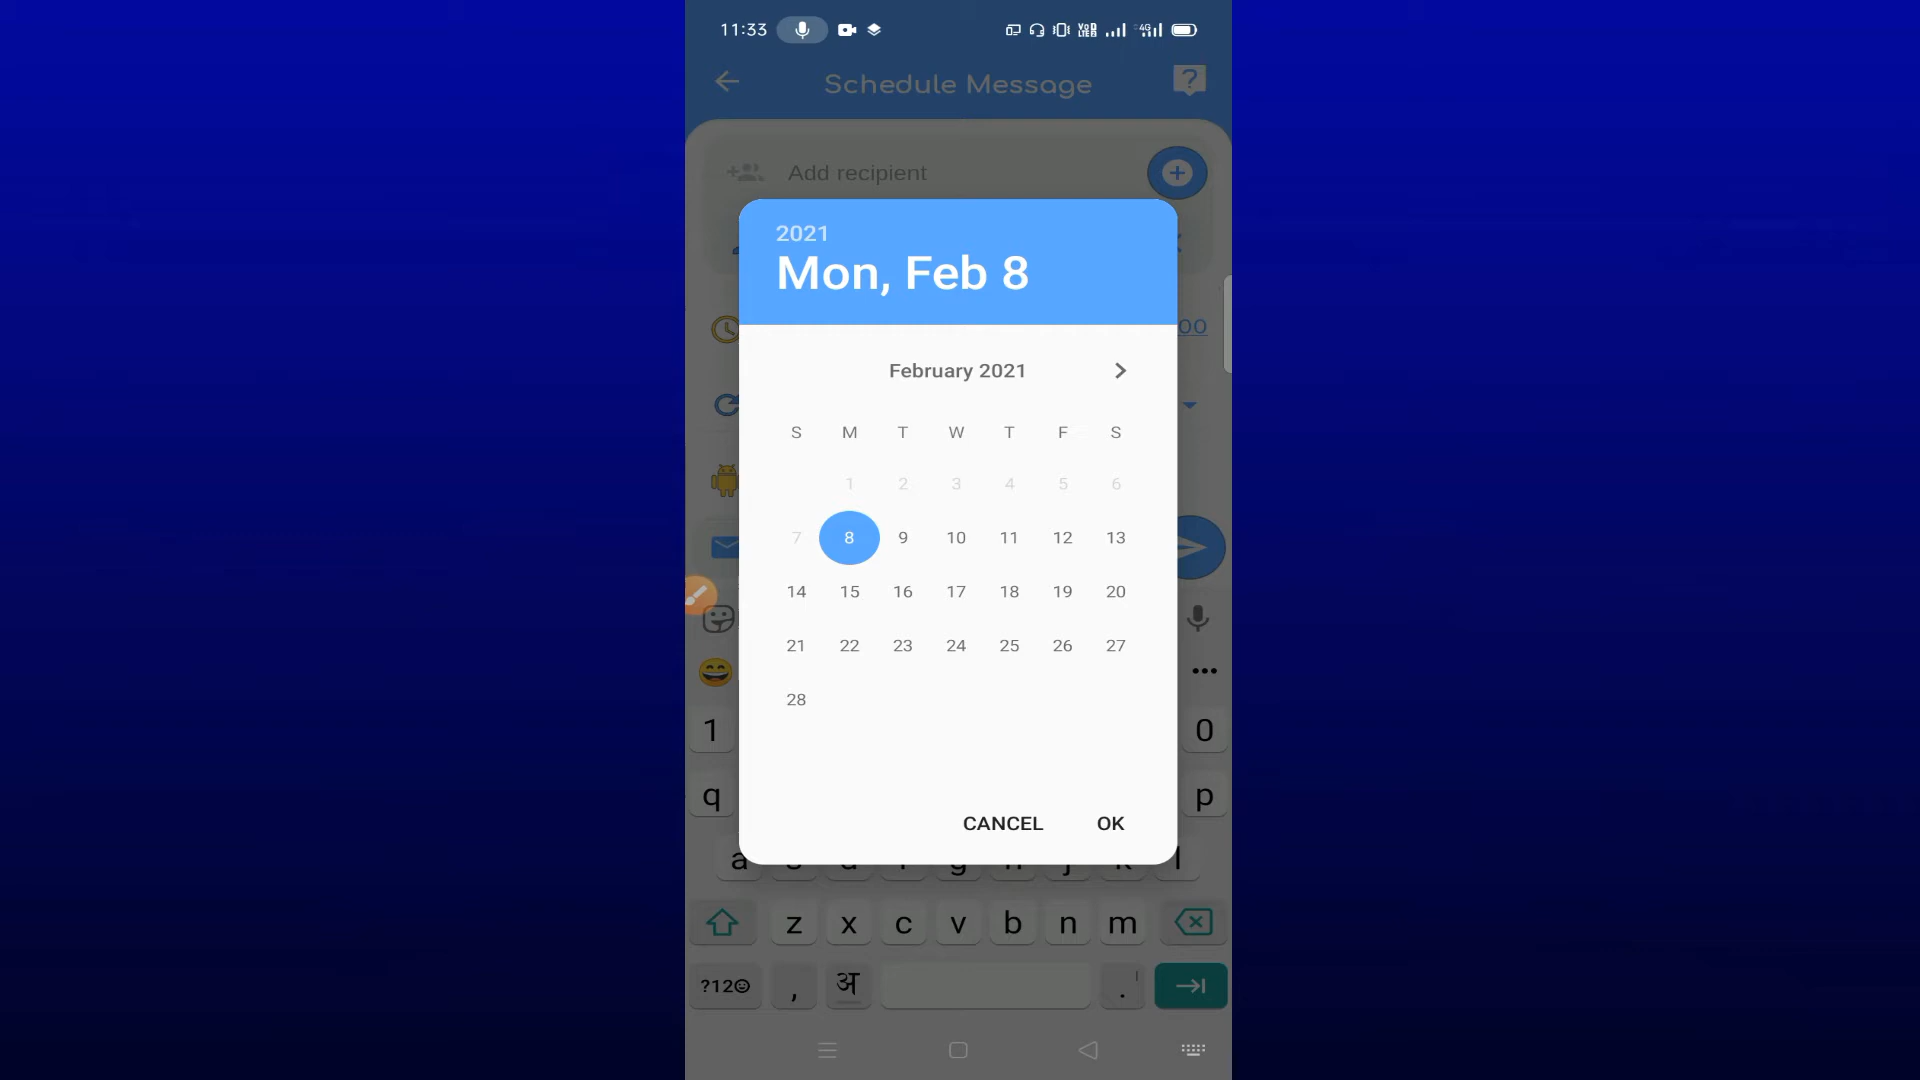 11:33
Schedule Message
Add recipient
2021
Mon, Feb 8
00
February 2021
S M T W T F S
1 2 3 4 5 6
7 8 9 10 11 12 13
14 15 16 17 18 19 20
21 22 23 24 25 26 27
28
1 0
q p
CANCEL OK
a l
z x c v b n m
?12 , अ .